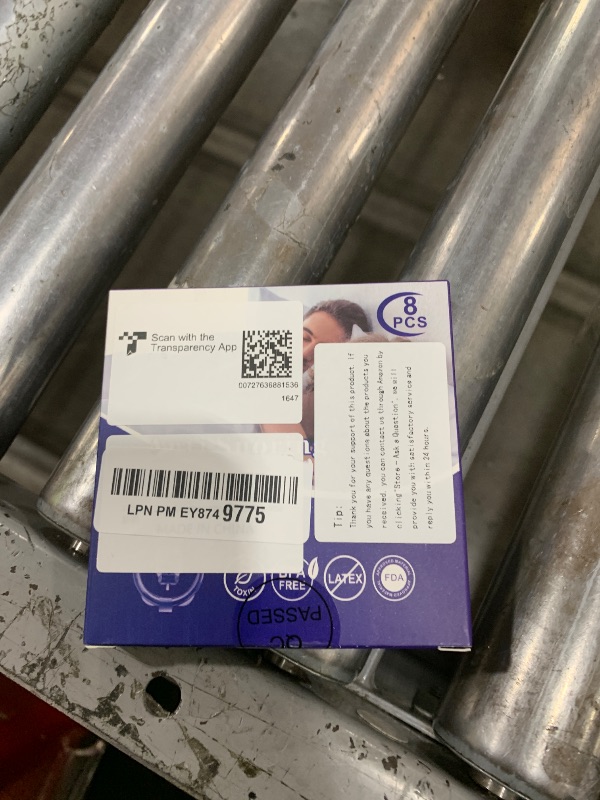 8
PCS
Scan with the
Transparency App
00727636881536
1647
LPN PM EY874 9775
Tip:
Thank you for your support of this product. If
you have any questions about the products you
received, you can contact us through Amazon by
clicking "Store - Ask a Question", we will
provide you with satisfactory service and
reply you within 24 hours.
TOXIN
BPA
FREE
LATEX
FDA
QC
PASSED